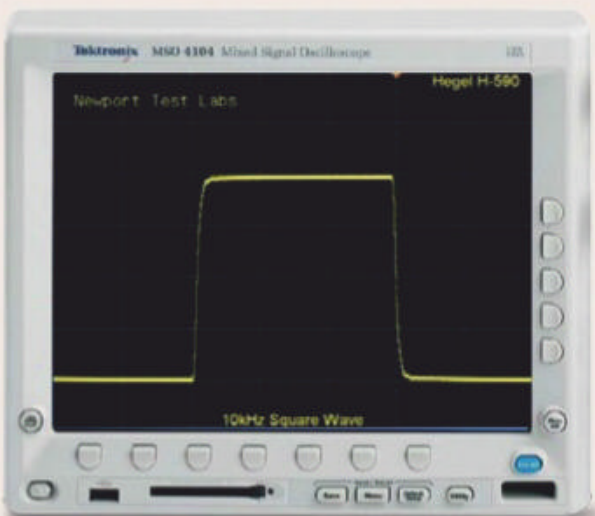 Tektronix MSO 4104 Mixed Signal Oscilloscope
Hegel H-590
Newport Test Labs
10kHz Square Wave